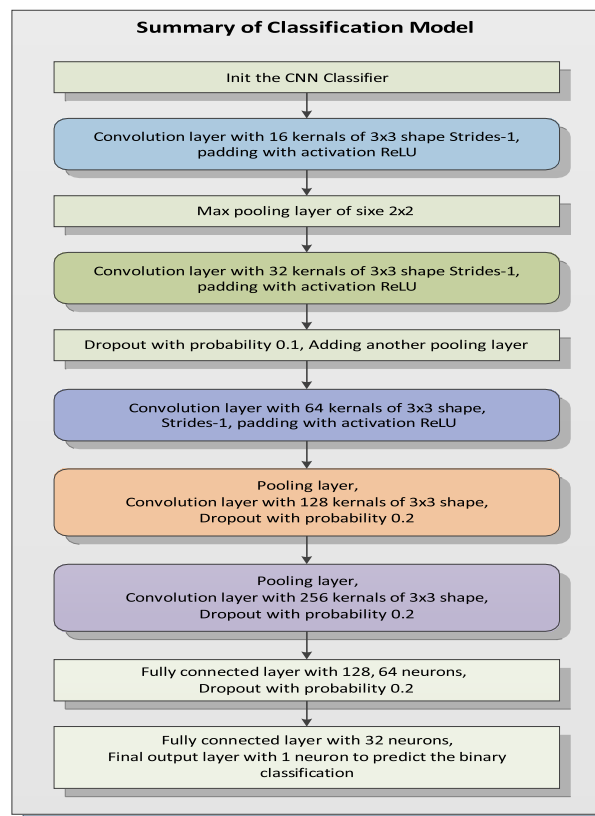 Summary of Classification Model
Init the CNN Classifier
Convolution layer with 16 kernals of 3x3 shape Strides-1,
padding with activation ReLU
Max pooling layer of sixe 2x2
Convolution layer with 32 kernals of 3x3 shape Strides-1,
padding with activation ReLU
Dropout with probability 0.1, Adding another pooling layer
Convolution layer with 64 kernals of 3x3 shape,
Strides-1, padding with activation ReLU
Pooling layer,
Convolution layer with 128 kernals of 3x3 shape,
Dropout with probability 0.2
Pooling layer,
Convolution layer with 256 kernels of 3x3 shape,
Dropout with probability 0.2
Fully connected layer with 128, 64 neurons,
Dropout with probability 0.2
Fully connected layer with 32 neurons,
Final output layer with 1 neuron to predict the binary
classification